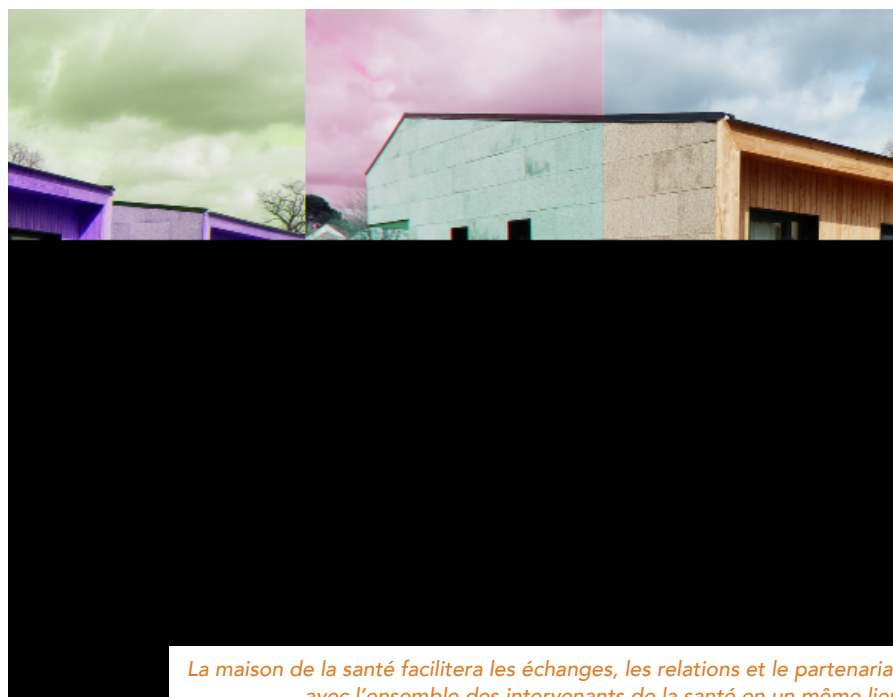 La maison de la santé facilitera les échanges, les relations et le partenaria
avec l'ensemble des intervenants de la santé en un même lieu